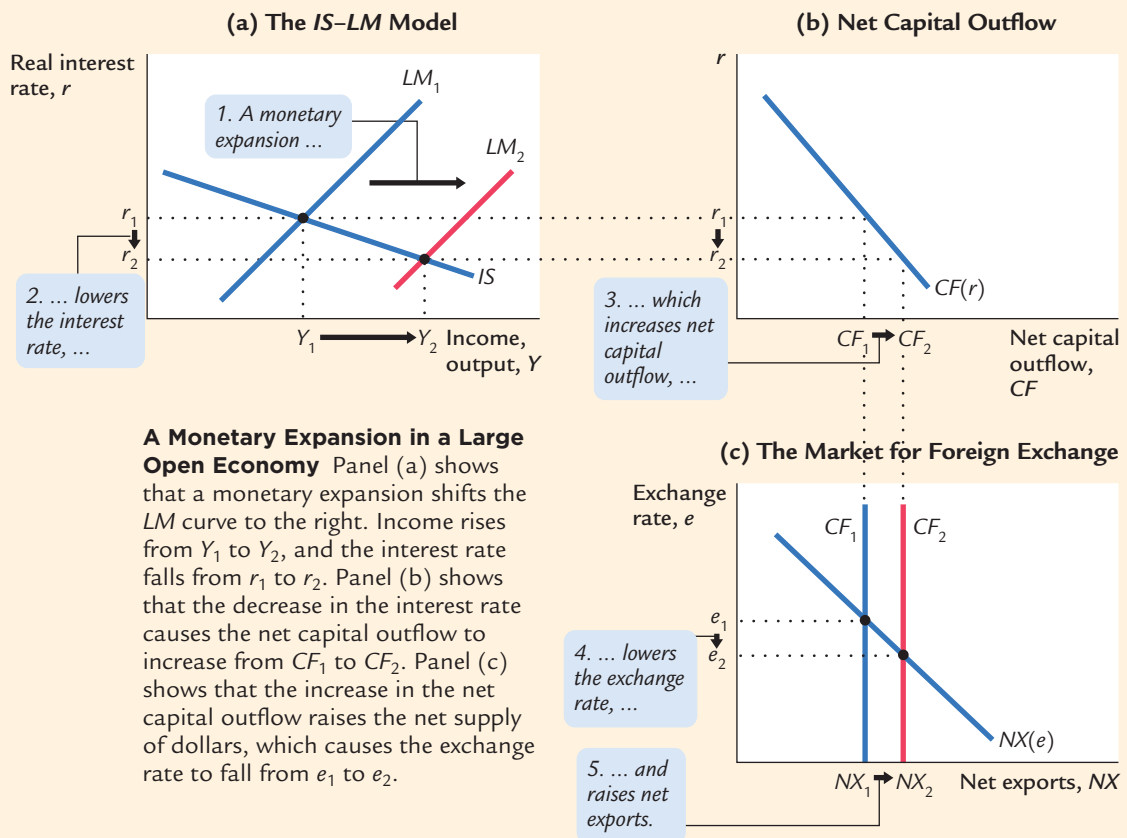 (a) The IS–LM Model
Real interest
rate, r
LM₁
1. A monetary
expansion ...
LM₂
r₁
r₂
IS
2. ... lowers
the interest
rate, ...
Y₁
Y₂
Income,
output, Y
(b) Net Capital Outflow
r
r₁
r₂
CF(r)
3. ... which
increases net
capital
outflow, ...
CF₁
CF₂
Net capital
outflow,
CF
A Monetary Expansion in a Large
Open Economy Panel (a) shows
that a monetary expansion shifts the
LM curve to the right. Income rises
from Y₁ to Y₂, and the interest rate
falls from r₁ to r₂. Panel (b) shows
that the decrease in the interest rate
causes the net capital outflow to
increase from CF₁ to CF₂. Panel (c)
shows that the increase in the net
capital outflow raises the net supply
of dollars, which causes the exchange
rate to fall from e₁ to e₂.
(c) The Market for Foreign Exchange
Exchange
rate, e
CF₁
CF₂
e₁
e₂
4. ... lowers
the exchange
rate, ...
NX(e)
5. ... and
raises net
exports.
NX₁
NX₂
Net exports, NX